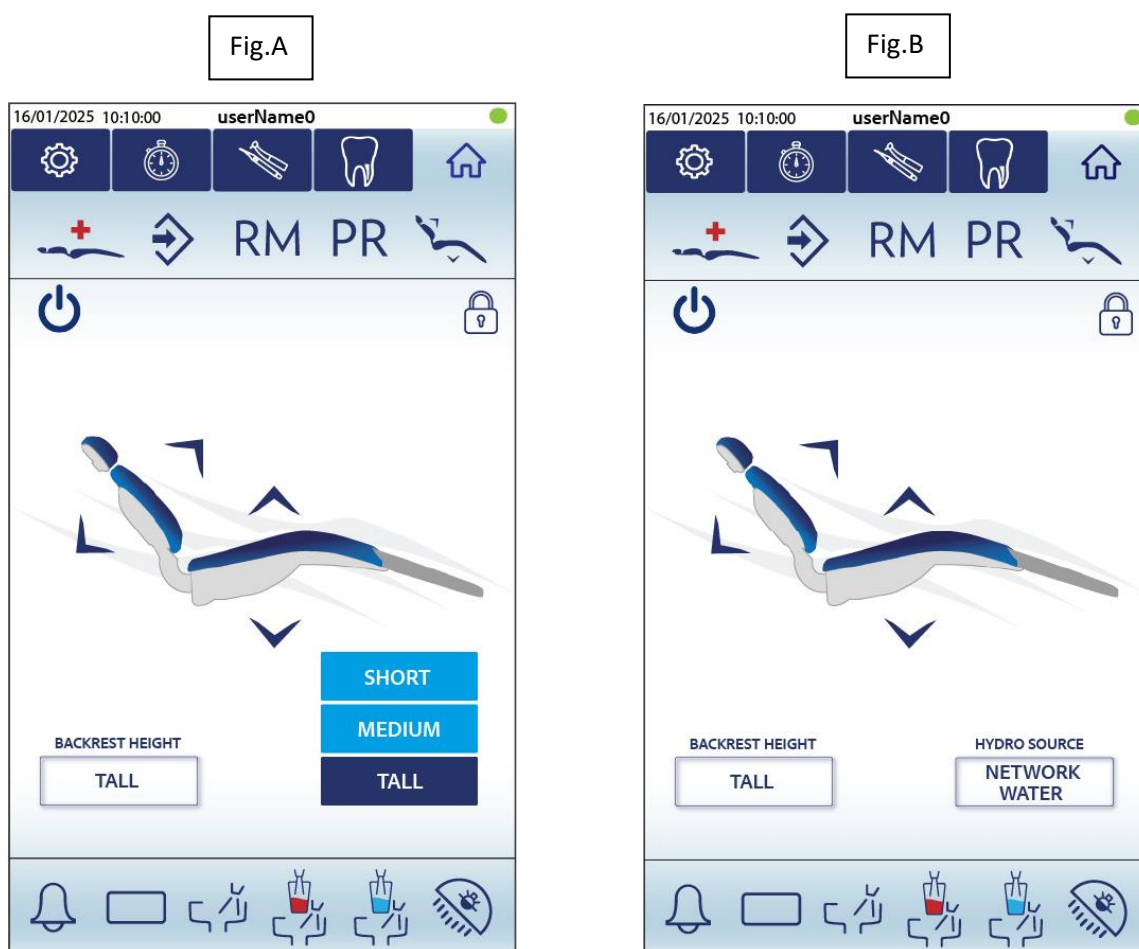 Fig.A
16/01/2025 10:10:00 userName0
RM PR
SHORT
MEDIUM
BACKREST HEIGHT
TALL
TALL
Fig.B
16/01/2025 10:10:00 userName0
RM PR
BACKREST HEIGHT
TALL
HYDRO SOURCE
NETWORK
WATER